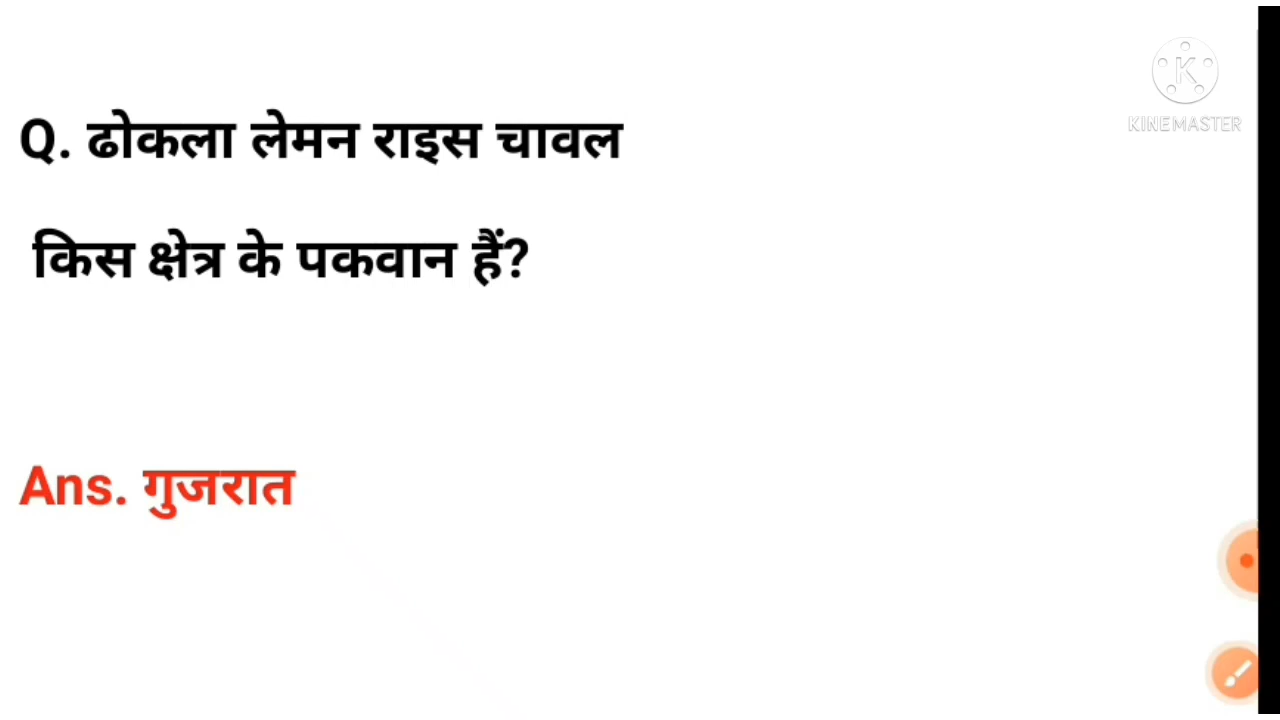 KINEMASTER
Q. ढोकला लेमन राइस चावल
किस क्षेत्र के पकवान हैं?
Ans. गुजरात